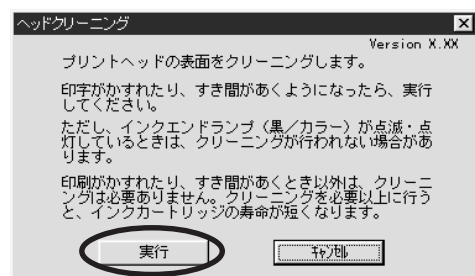 ヘッドクリーニング
Version X.XX
プリントヘッドの表面をクリーニングします。
印字がかすれたり、すき間があくようになったら、実行
してください。
ただし、インクエンドランプ（黒／カラー）が点滅・点
灯しているときは、クリーニングが行われない場合があ
ります。
印刷がかすれたり、すき間があくとき以外は、クリーニ
ングは必要ありません。クリーニングを必要以上に行う
と、インクカートリッジの寿命が短くなります。
実行
ｷｬﾝｾﾙ